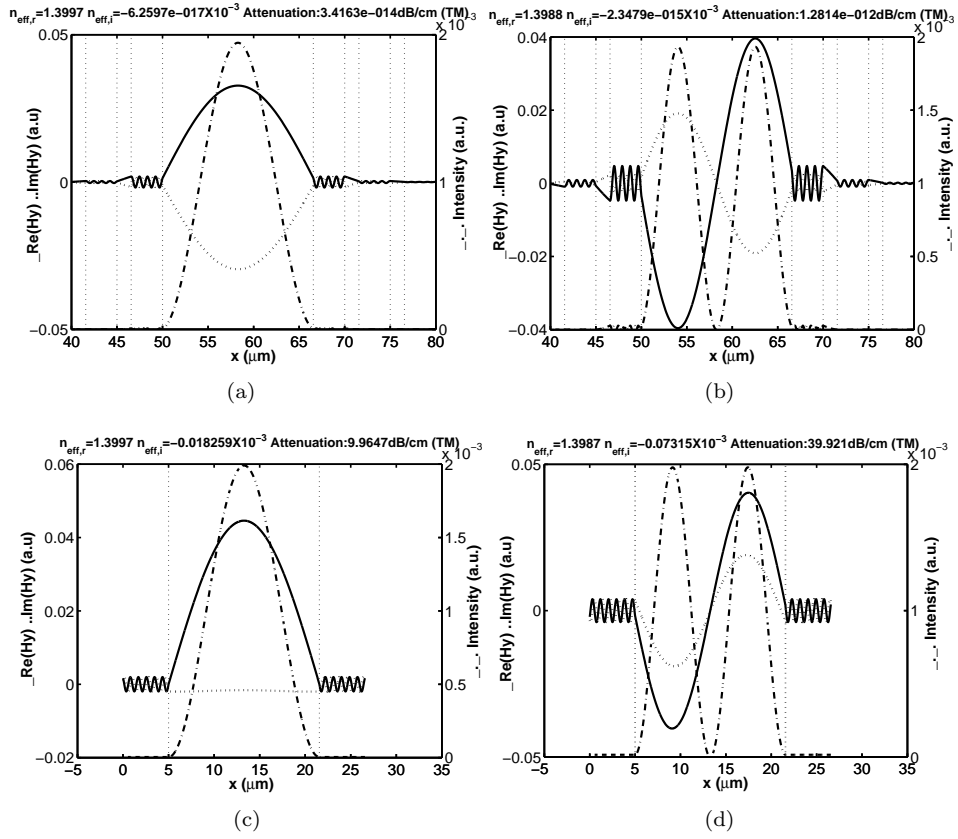 n_eff,r=1.3997 n_eff,i=−6.2597e−017X10^−3 Attenuation:3.4163e−014dB/cm (TM)
x 10^−3
0.05
0
−0.05
_Re(Hy) ..Im(Hy) (a.u)
2
1
0
_._. Intensity (a.u.)
40 45 50 55 60 65 70 75 80
x (μm)
(a)
n_eff,r=1.3988 n_eff,i=−2.3479e−015X10^−3 Attenuation:1.2814e−012dB/cm (TM)
x 10^−3
0.04
0.02
0
−0.02
−0.04
_Re(Hy) ..Im(Hy) (a.u)
2
1.5
1
0.5
0
_._. Intensity (a.u.)
40 45 50 55 60 65 70 75 80
x (μm)
(b)
n_eff,r=1.3997 n_eff,i=−0.018259X10^−3 Attenuation:9.9647dB/cm (TM)
x 10^−3
0.06
0.04
0.02
0
−0.02
_Re(Hy) ..Im(Hy) (a.u)
2
1.5
1
0.5
0
_._. Intensity (a.u.)
−5 0 5 10 15 20 25 30 35
x (μm)
(c)
n_eff,r=1.3987 n_eff,i=−0.07315X10^−3 Attenuation:39.921dB/cm (TM)
x 10^−3
0.05
0
−0.05
_Re(Hy) ..Im(Hy) (a.u)
2
1
0
_._. Intensity (a.u.)
−5 0 5 10 15 20 25 30 35
x (μm)
(d)